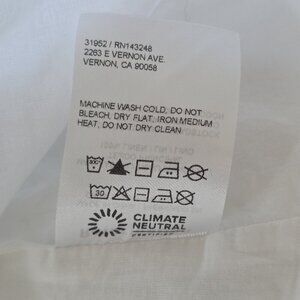 31952 / RN143248
2263 E VERNON AVE.
VERNON, CA 90058
MACHINE WASH COLD, DO NOT
BLEACH, DRY FLAT, IRON MEDIUM
HEAT, DO NOT DRY CLEAN
30
CLIMATE
NEUTRAL